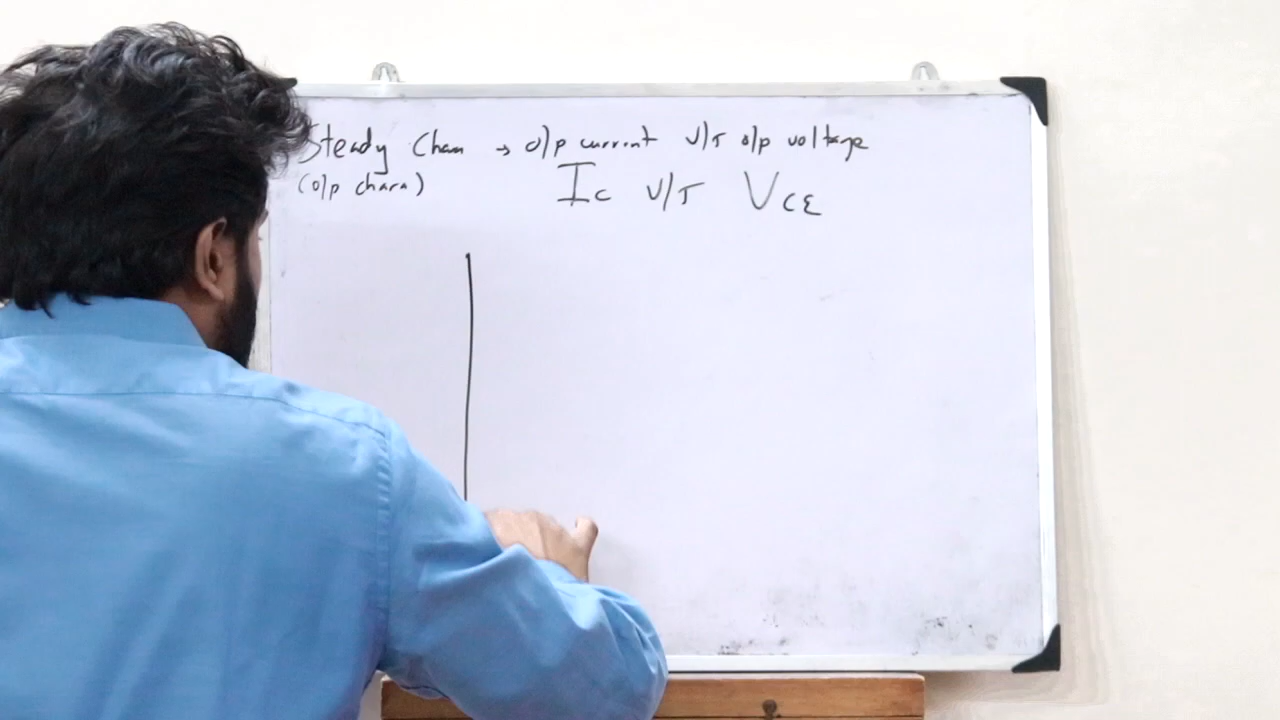 Steady Chara → o/p current v/s o/p voltage
(o/p chara) I_C v/s V_CE